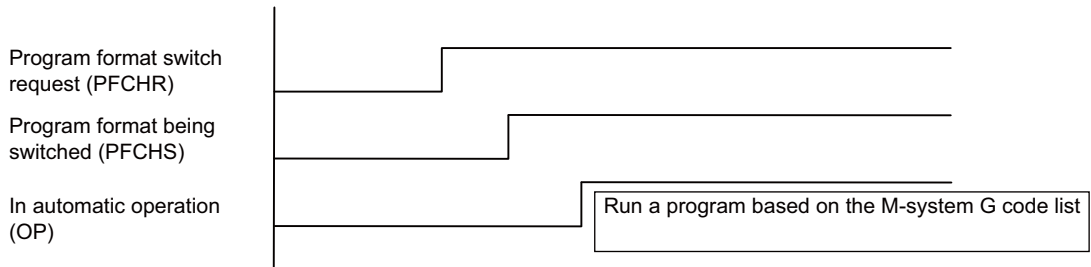 Program format switch
request (PFCHR)
Program format being
switched (PFCHS)
In automatic operation
(OP)
Run a program based on the M-system G code list